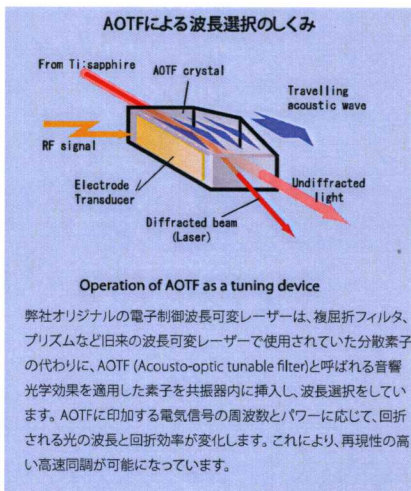 AOTFによる波長選択のしくみ
From Ti:sapphire
AOTF crystal
Travelling
acoustic wave
RF signal
Electrode
Transducer
Undiffracted
light
Diffracted beam
(Laser)
Operation of AOTF as a tuning device
弊社オリジナルの電子制御波長可変レーザーは、複屈折フィルタ、
プリズムなど旧来の波長可変レーザーで使用されていた分散素子
の代わりに、AOTF (Acousto-optic tunable filter)と呼ばれる音響
光学効果を適用した素子を共振器内に挿入し、波長選択をしてい
ます。AOTFに印加する電気信号の周波数とパワーに応じて、回折
される光の波長と回折効率が変化します。これにより、再現性の高
い高速同調が可能になっています。